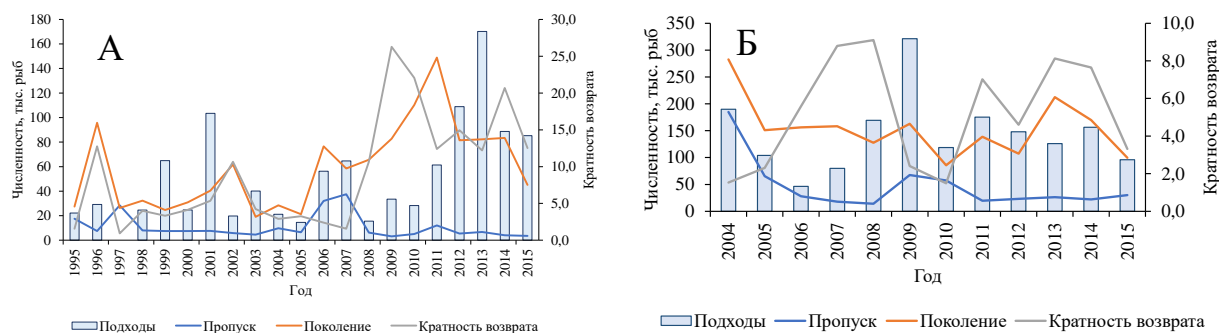 А
Численность, тыс. рыб
180
160
140
120
100
80
60
40
20
0
30,0
25,0
20,0
15,0
10,0
5,0
0,0
Кратность возврата
1995 1996 1997 1998 1999 2000 2001 2002 2003 2004 2005 2006 2007 2008 2009 2010 2011 2012 2013 2014 2015
Год
Подходы Пропуск Поколение Кратность возврата
Б
Численность, тыс. рыб
350
300
250
200
150
100
50
0
10,0
8,0
6,0
4,0
2,0
0,0
Кратность возврата
2004 2005 2006 2007 2008 2009 2010 2011 2012 2013 2014 2015
Год
Подходы Пропуск Поколение Кратность возврата